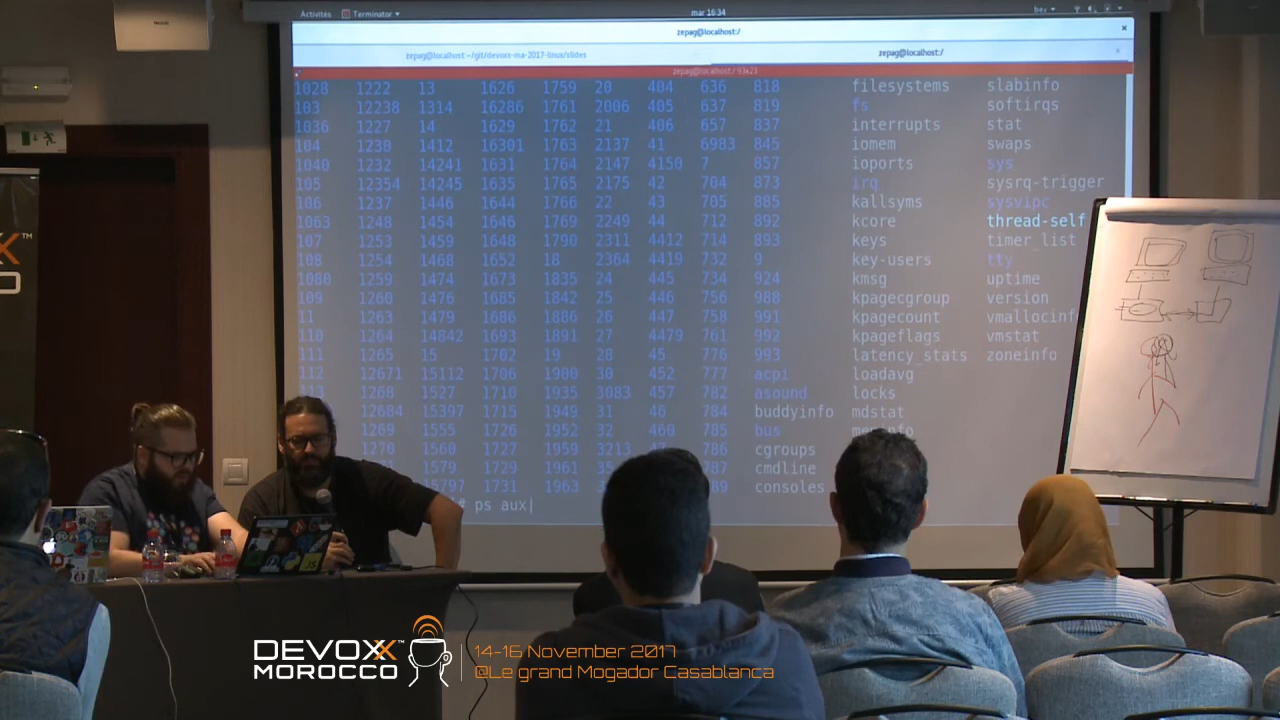 Activités Terminator mar 16:34
zepag@localhost:/
zepag@localhost:~/git/devoxx-ma-2017-linux/slides zepag@localhost:/
zepag@localhost:/ 93x23
1028 1222 13 1626 1759 20 404 636 818 filesystems slabinfo
103 12238 1314 16286 1761 2006 405 637 819 fs softirqs
1036 1227 14 1629 1762 21 406 657 837 interrupts stat
104 1230 1412 16301 1763 2137 41 6983 845 iomem swaps
1040 1232 14241 1631 1764 2147 4150 7 857 ioports sys
105 12354 14245 1635 1765 2175 42 704 873 irq sysrq-trigger
106 1237 1446 1644 1766 22 43 705 885 kallsyms sysvipc
1063 1248 1454 1646 1769 2249 44 712 892 kcore thread-self
107 1253 1459 1648 1790 2311 4412 714 893 keys timer_list
108 1254 1468 1652 18 2364 4419 732 9 key-users tty
1080 1259 1474 1673 1835 24 445 734 924 kmsg uptime
109 1260 1476 1685 1842 25 446 756 988 kpagecgroup version
11 1263 1479 1686 1886 26 447 758 991 kpagecount vmallocinfo
110 1264 14842 1693 1891 27 4479 761 992 kpageflags vmstat
111 1265 15 1702 19 28 45 776 993 latency_stats zoneinfo
112 12671 15112 1706 1900 30 452 777 acpi loadavg
113 1268 1527 1710 1935 3083 457 782 asound locks
12684 15397 1715 1949 31 46 784 buddyinfo mdstat
1269 1555 1726 1952 32 460 785 bus
1270 1560 1727 1959 3213 786 cgroups
1579 1729 1961 787 cmdline
15797 1731 1963 consoles
# ps aux
DEVOXX™
MOROCCO
14-16 November 2017
@Le grand Mogador Casablanca